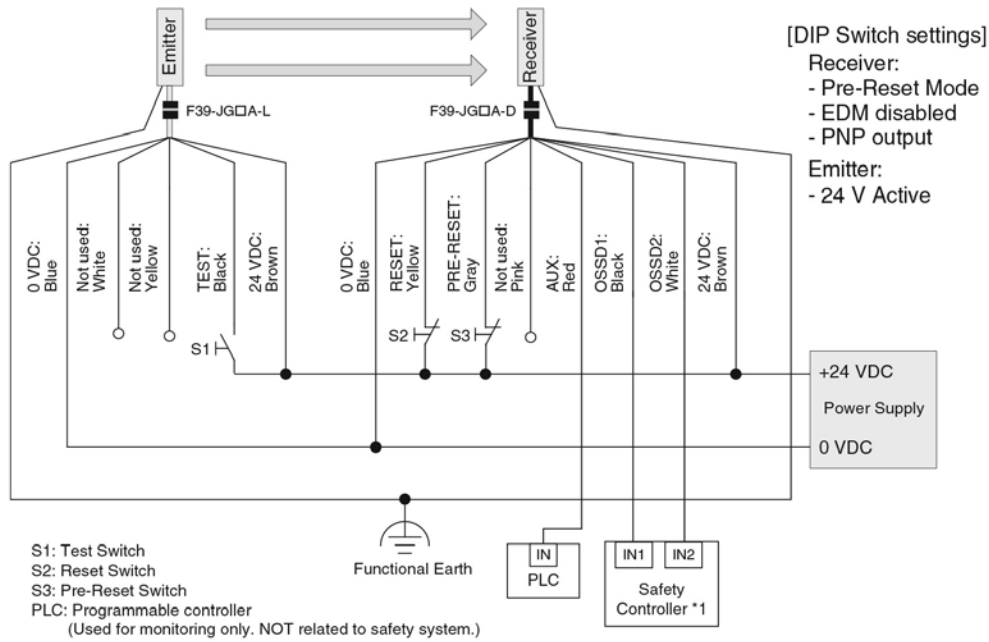 Emitter
Receiver
[DIP Switch settings]
Receiver:
- Pre-Reset Mode
- EDM disabled
- PNP output
Emitter:
- 24 V Active
F39-JG□A-L
F39-JG□A-D
0 VDC:
Blue
Not used:
White
Not used:
Yellow
TEST:
Black
24 VDC:
Brown
0 VDC:
Blue
RESET:
Yellow
PRE-RESET:
Gray
Not used:
Pink
AUX:
Red
OSSD1:
Black
OSSD2:
White
24 VDC:
Brown
S1
S2
S3
+24 VDC
Power Supply
0 VDC
Functional Earth
IN
PLC
IN1
IN2
Safety
Controller *1
S1: Test Switch
S2: Reset Switch
S3: Pre-Reset Switch
PLC: Programmable controller
(Used for monitoring only. NOT related to safety system.)